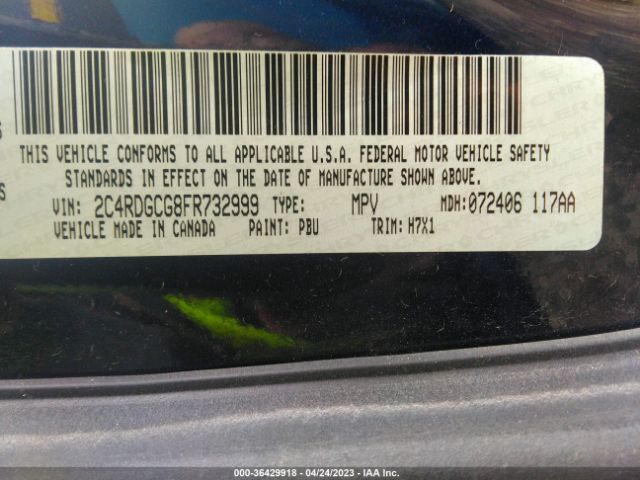 THIS VEHICLE CONFORMS TO ALL APPLICABLE U.S.A. FEDERAL MOTOR VEHICLE SAFETY
STANDARDS IN EFFECT ON THE DATE OF MANUFACTURE SHOWN ABOVE.
VIN: 2C4RDGCG8FR732999 TYPE: MPV MDH:072406 117AA
VEHICLE MADE IN CANADA PAINT: PBU TRIM: H7X1
000-36429918 | 04/24/2023 | IAA Inc.